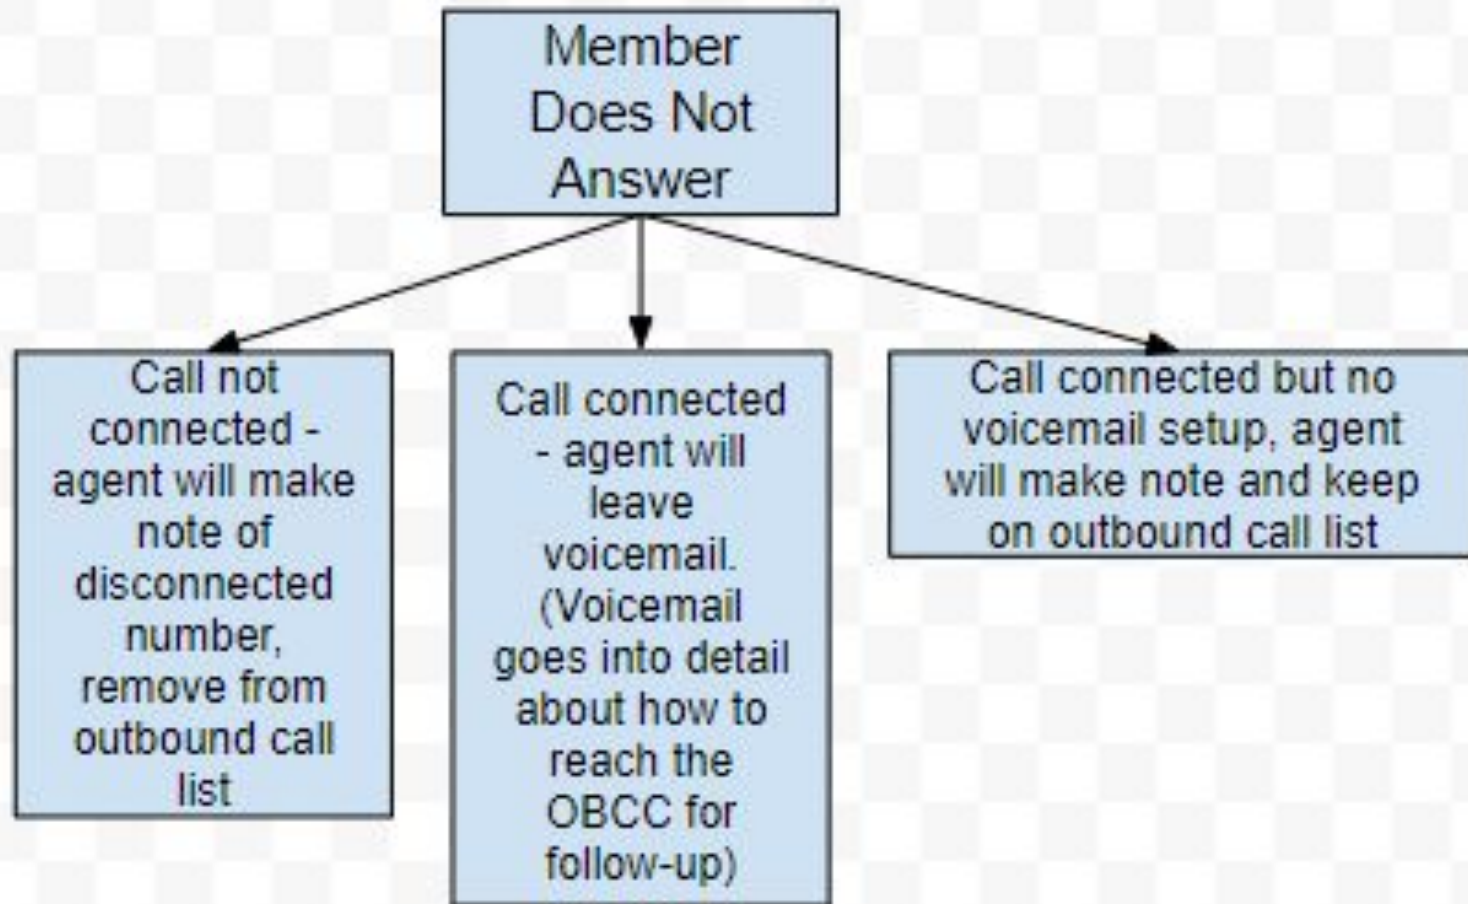 Member
Does Not
Answer
Call not
connected -
agent will make
note of
disconnected
number,
remove from
outbound call
list
Call connected
- agent will
leave
voicemail.
(Voicemail
goes into detail
about how to
reach the
OBCC for
follow-up)
Call connected but no
voicemail setup, agent
will make note and keep
on outbound call list